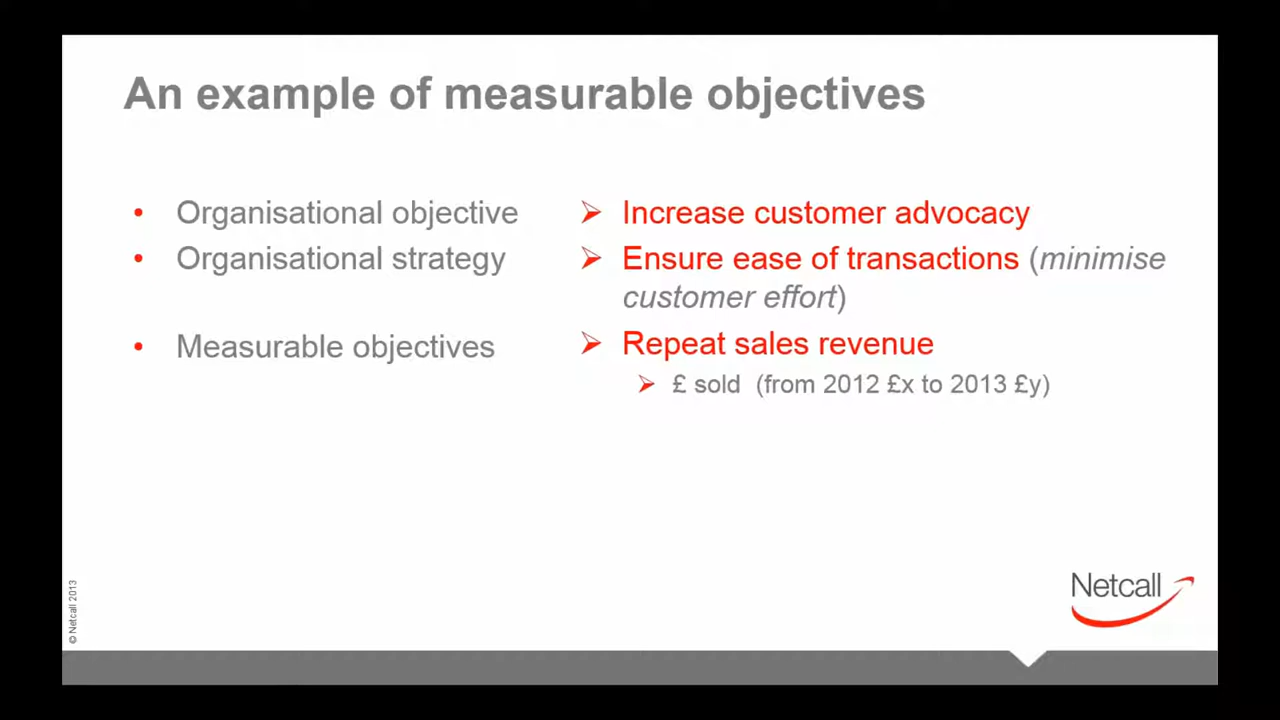 An example of measurable objectives
• Organisational objective
➢ Increase customer advocacy
• Organisational strategy
➢ Ensure ease of transactions (minimise
customer effort)
• Measurable objectives
➢ Repeat sales revenue
➢ £ sold (from 2012 £x to 2013 £y)
© Netcall 2013
Netcall